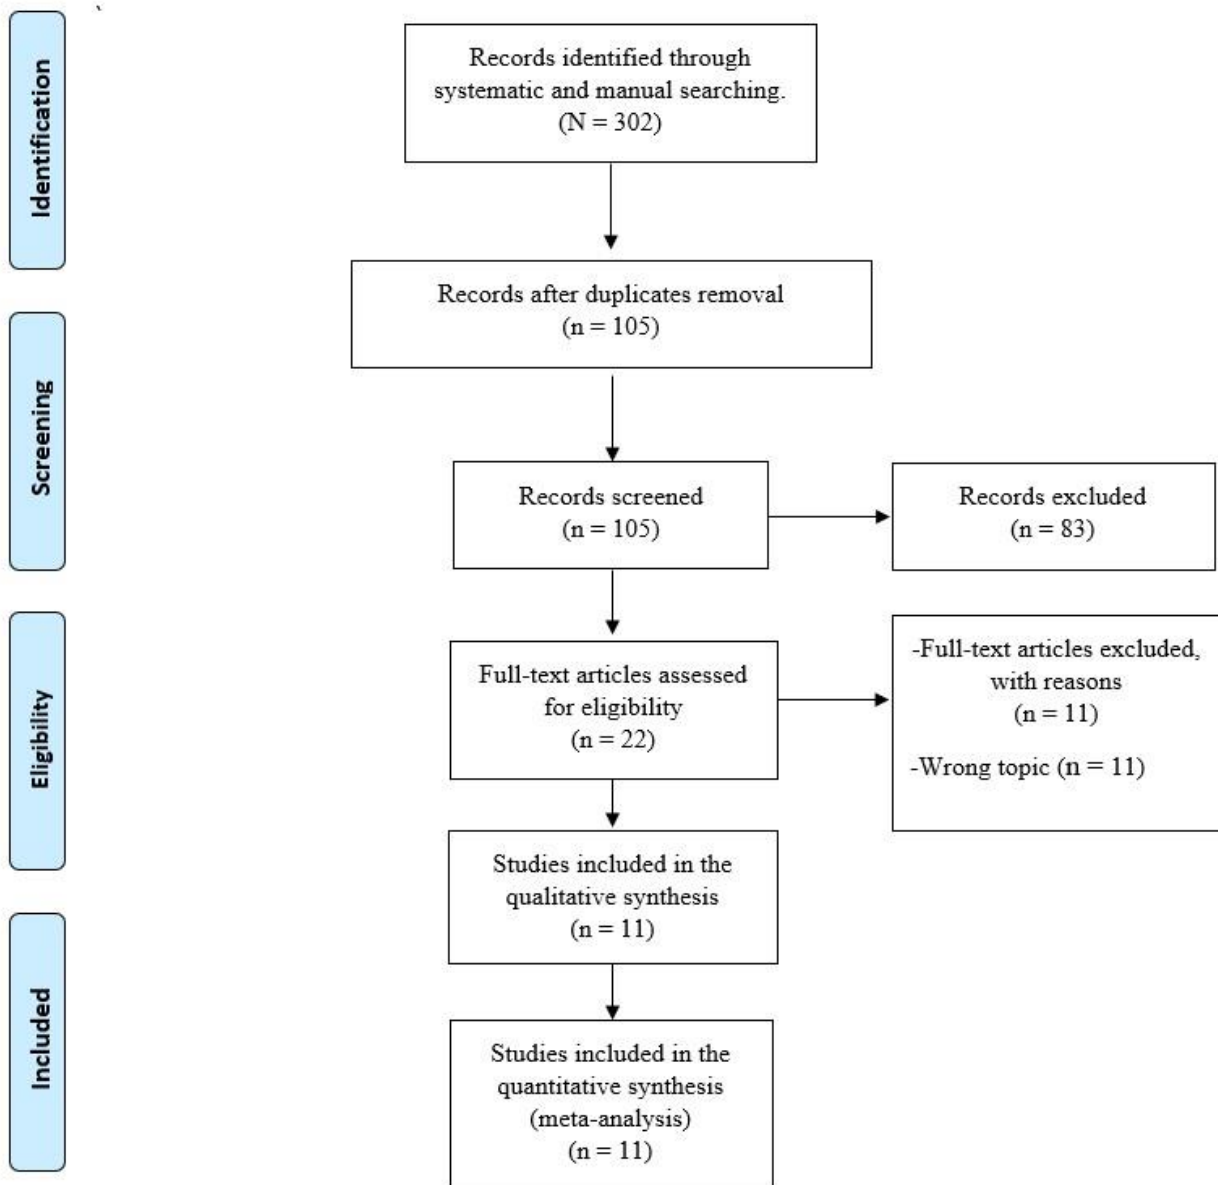 Identification
Records identified through
systematic and manual searching.
(N = 302)
Records after duplicates removal
(n = 105)
Screening
Records screened
(n = 105)
Records excluded
(n = 83)
Eligibility
Full-text articles assessed
for eligibility
(n = 22)
-Full-text articles excluded,
with reasons
(n = 11)
-Wrong topic (n = 11)
Studies included in the
qualitative synthesis
(n = 11)
Included
Studies included in the
quantitative synthesis
(meta-analysis)
(n = 11)